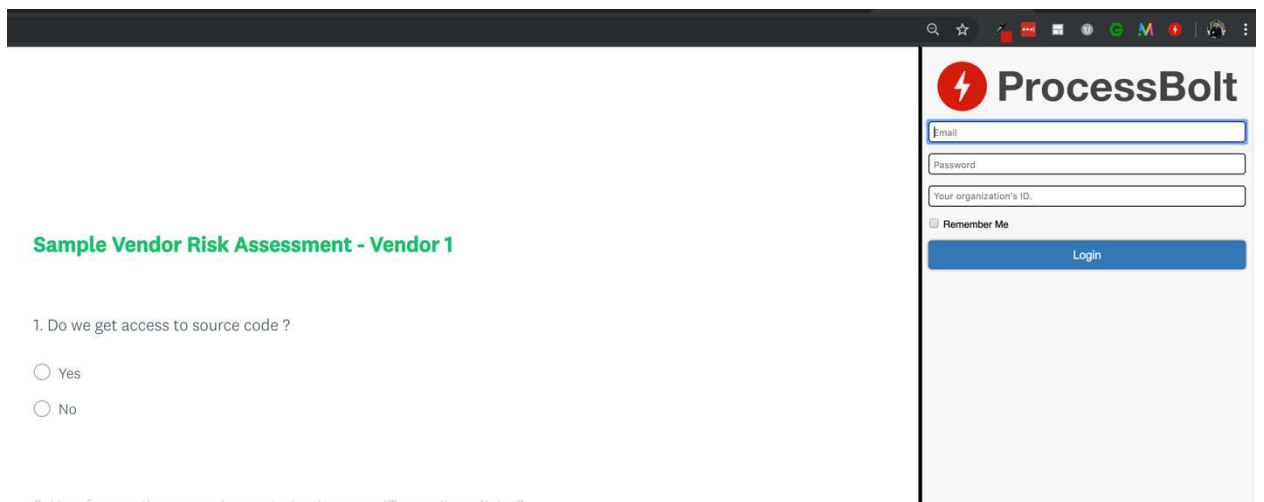 ProcessBolt
Email
Password
Your organization's ID.
Remember Me
Login
Sample Vendor Risk Assessment - Vendor 1
1. Do we get access to source code ?
Yes
No